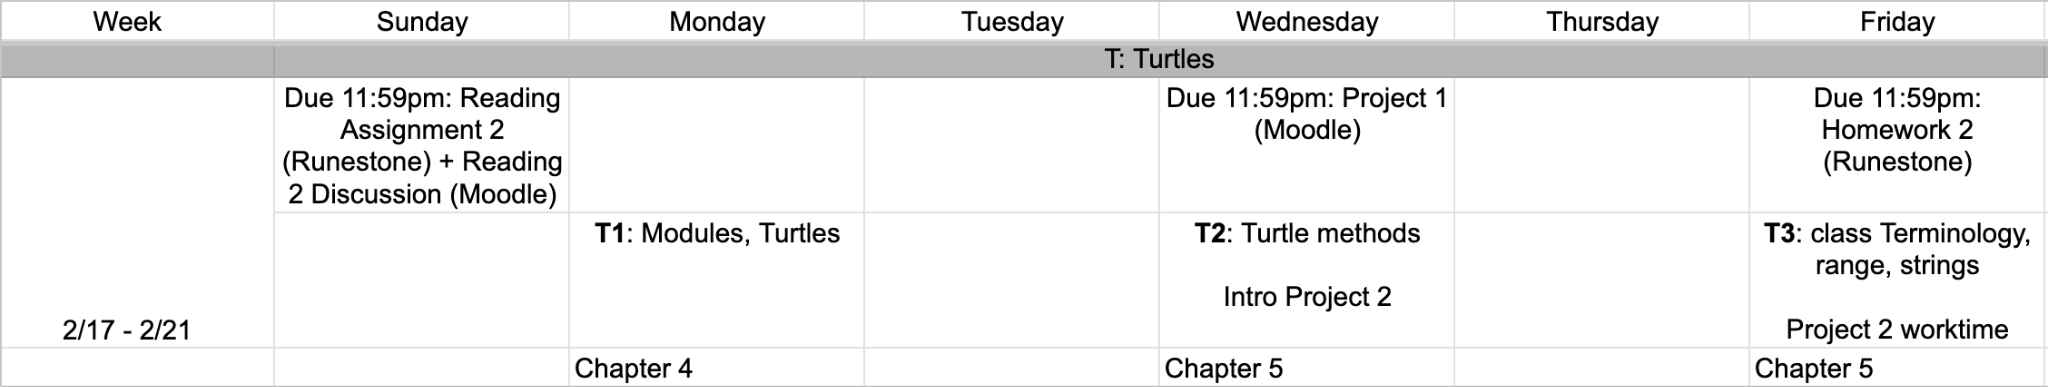 Week Sunday Monday Tuesday Wednesday Thursday Friday
T: Turtles
Due 11:59pm: Reading
Assignment 2
(Runestone) + Reading
2 Discussion (Moodle)
Due 11:59pm: Project 1
(Moodle)
Due 11:59pm:
Homework 2
(Runestone)
2/17 - 2/21
T1: Modules, Turtles
T2: Turtle methods
Intro Project 2
T3: class Terminology,
range, strings
Project 2 worktime
Chapter 4
Chapter 5
Chapter 5